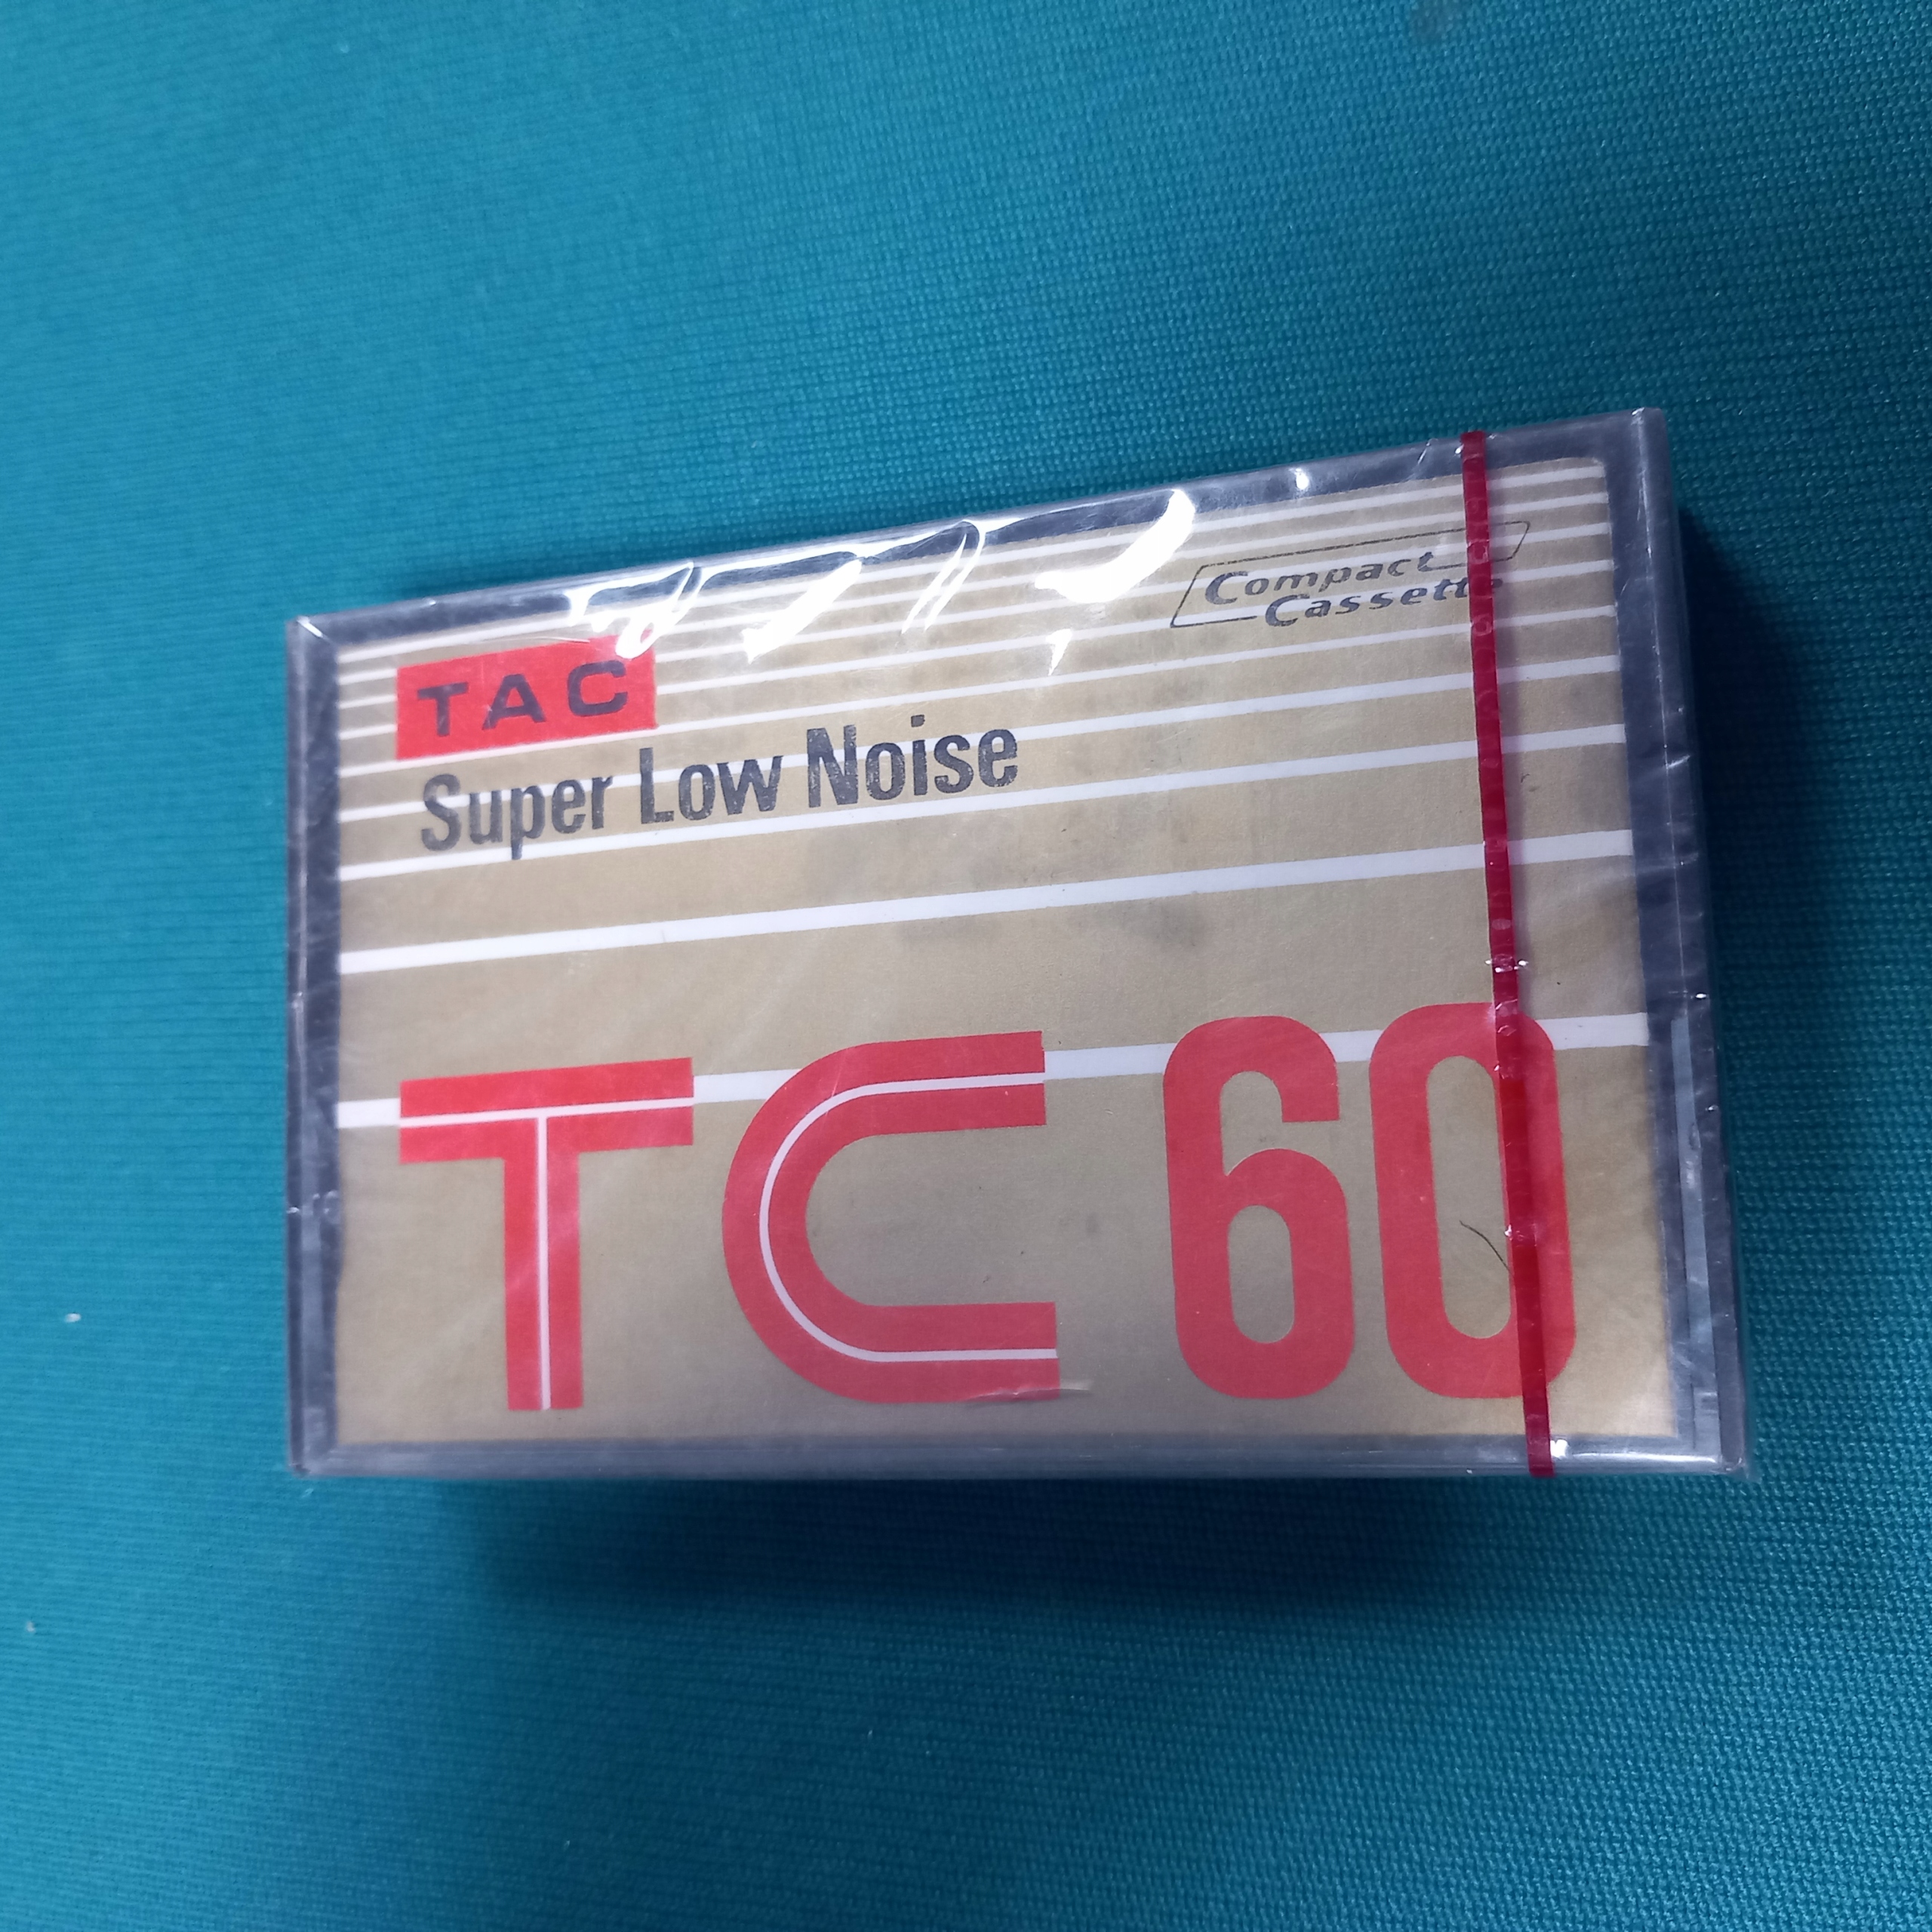 TAC
Compact
Cassette
Super Low Noise
TC 60